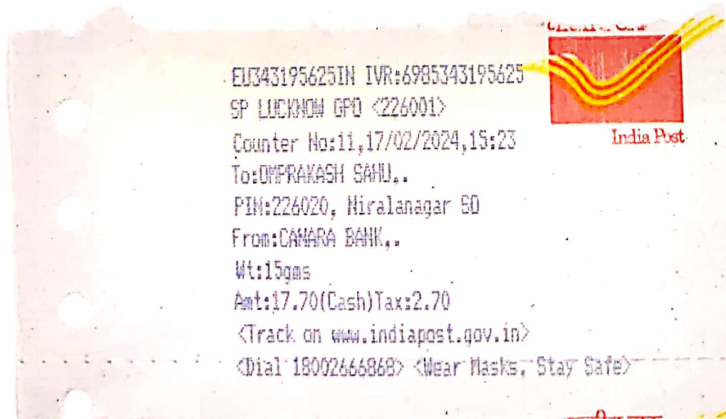 EU343195625IN IVR:6985343195625
SP LUCKNOW GPO <226001>
Counter No:11,17/02/2024,15:23
India Post
To:OMPRAKASH SAHU,.
PIN:226020, Niralanagar SO
From:CANARA BANK,.
Wt:15gms
Amt:17.70(Cash)Tax:2.70
<Track on www.indiapost.gov.in>
<Dial 18002666868> <Wear Masks, Stay Safe>